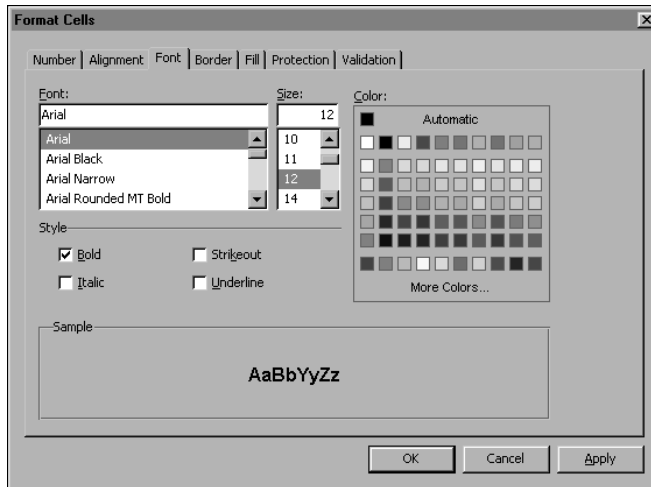 Format Cells
Number Alignment Font Border Fill Protection Validation
Font:
Arial
Arial
Arial Black
Arial Narrow
Arial Rounded MT Bold
Size:
12
10
11
12
14
Color:
Automatic
More Colors...
Style
Bold
Strikeout
Italic
Underline
Sample
AaBbYyZz
OK Cancel Apply